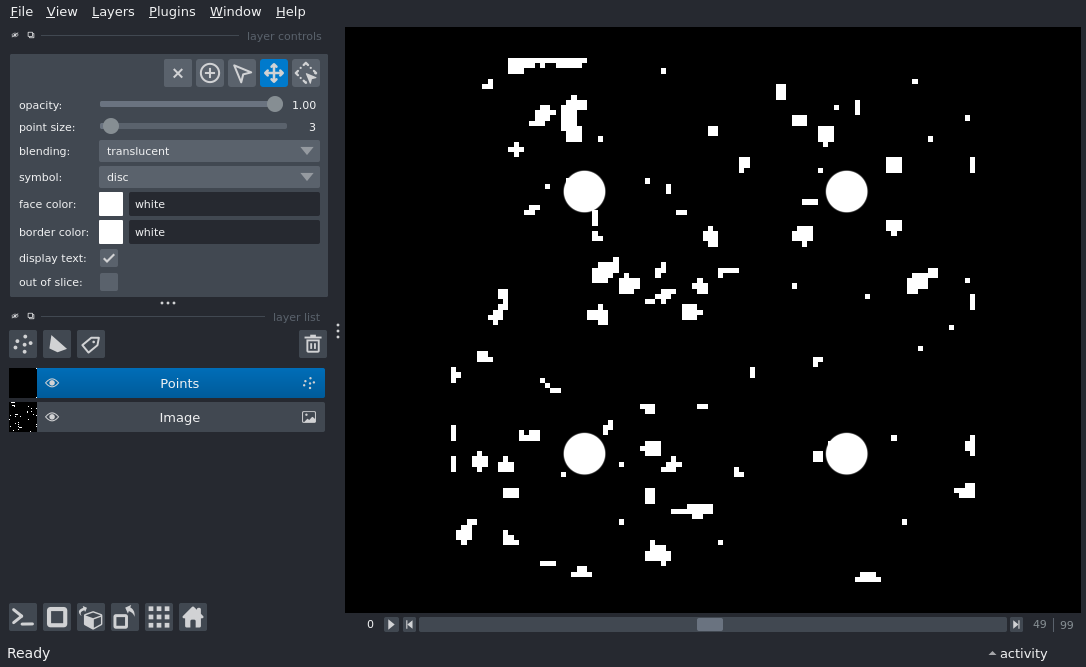 File View Layers Plugins Window Help
layer controls
opacity: 1.00
point size: 3
blending: translucent
symbol: disc
face color: white
border color: white
display text:
out of slice:
layer list
Points
Image
0 49 99
Ready activity